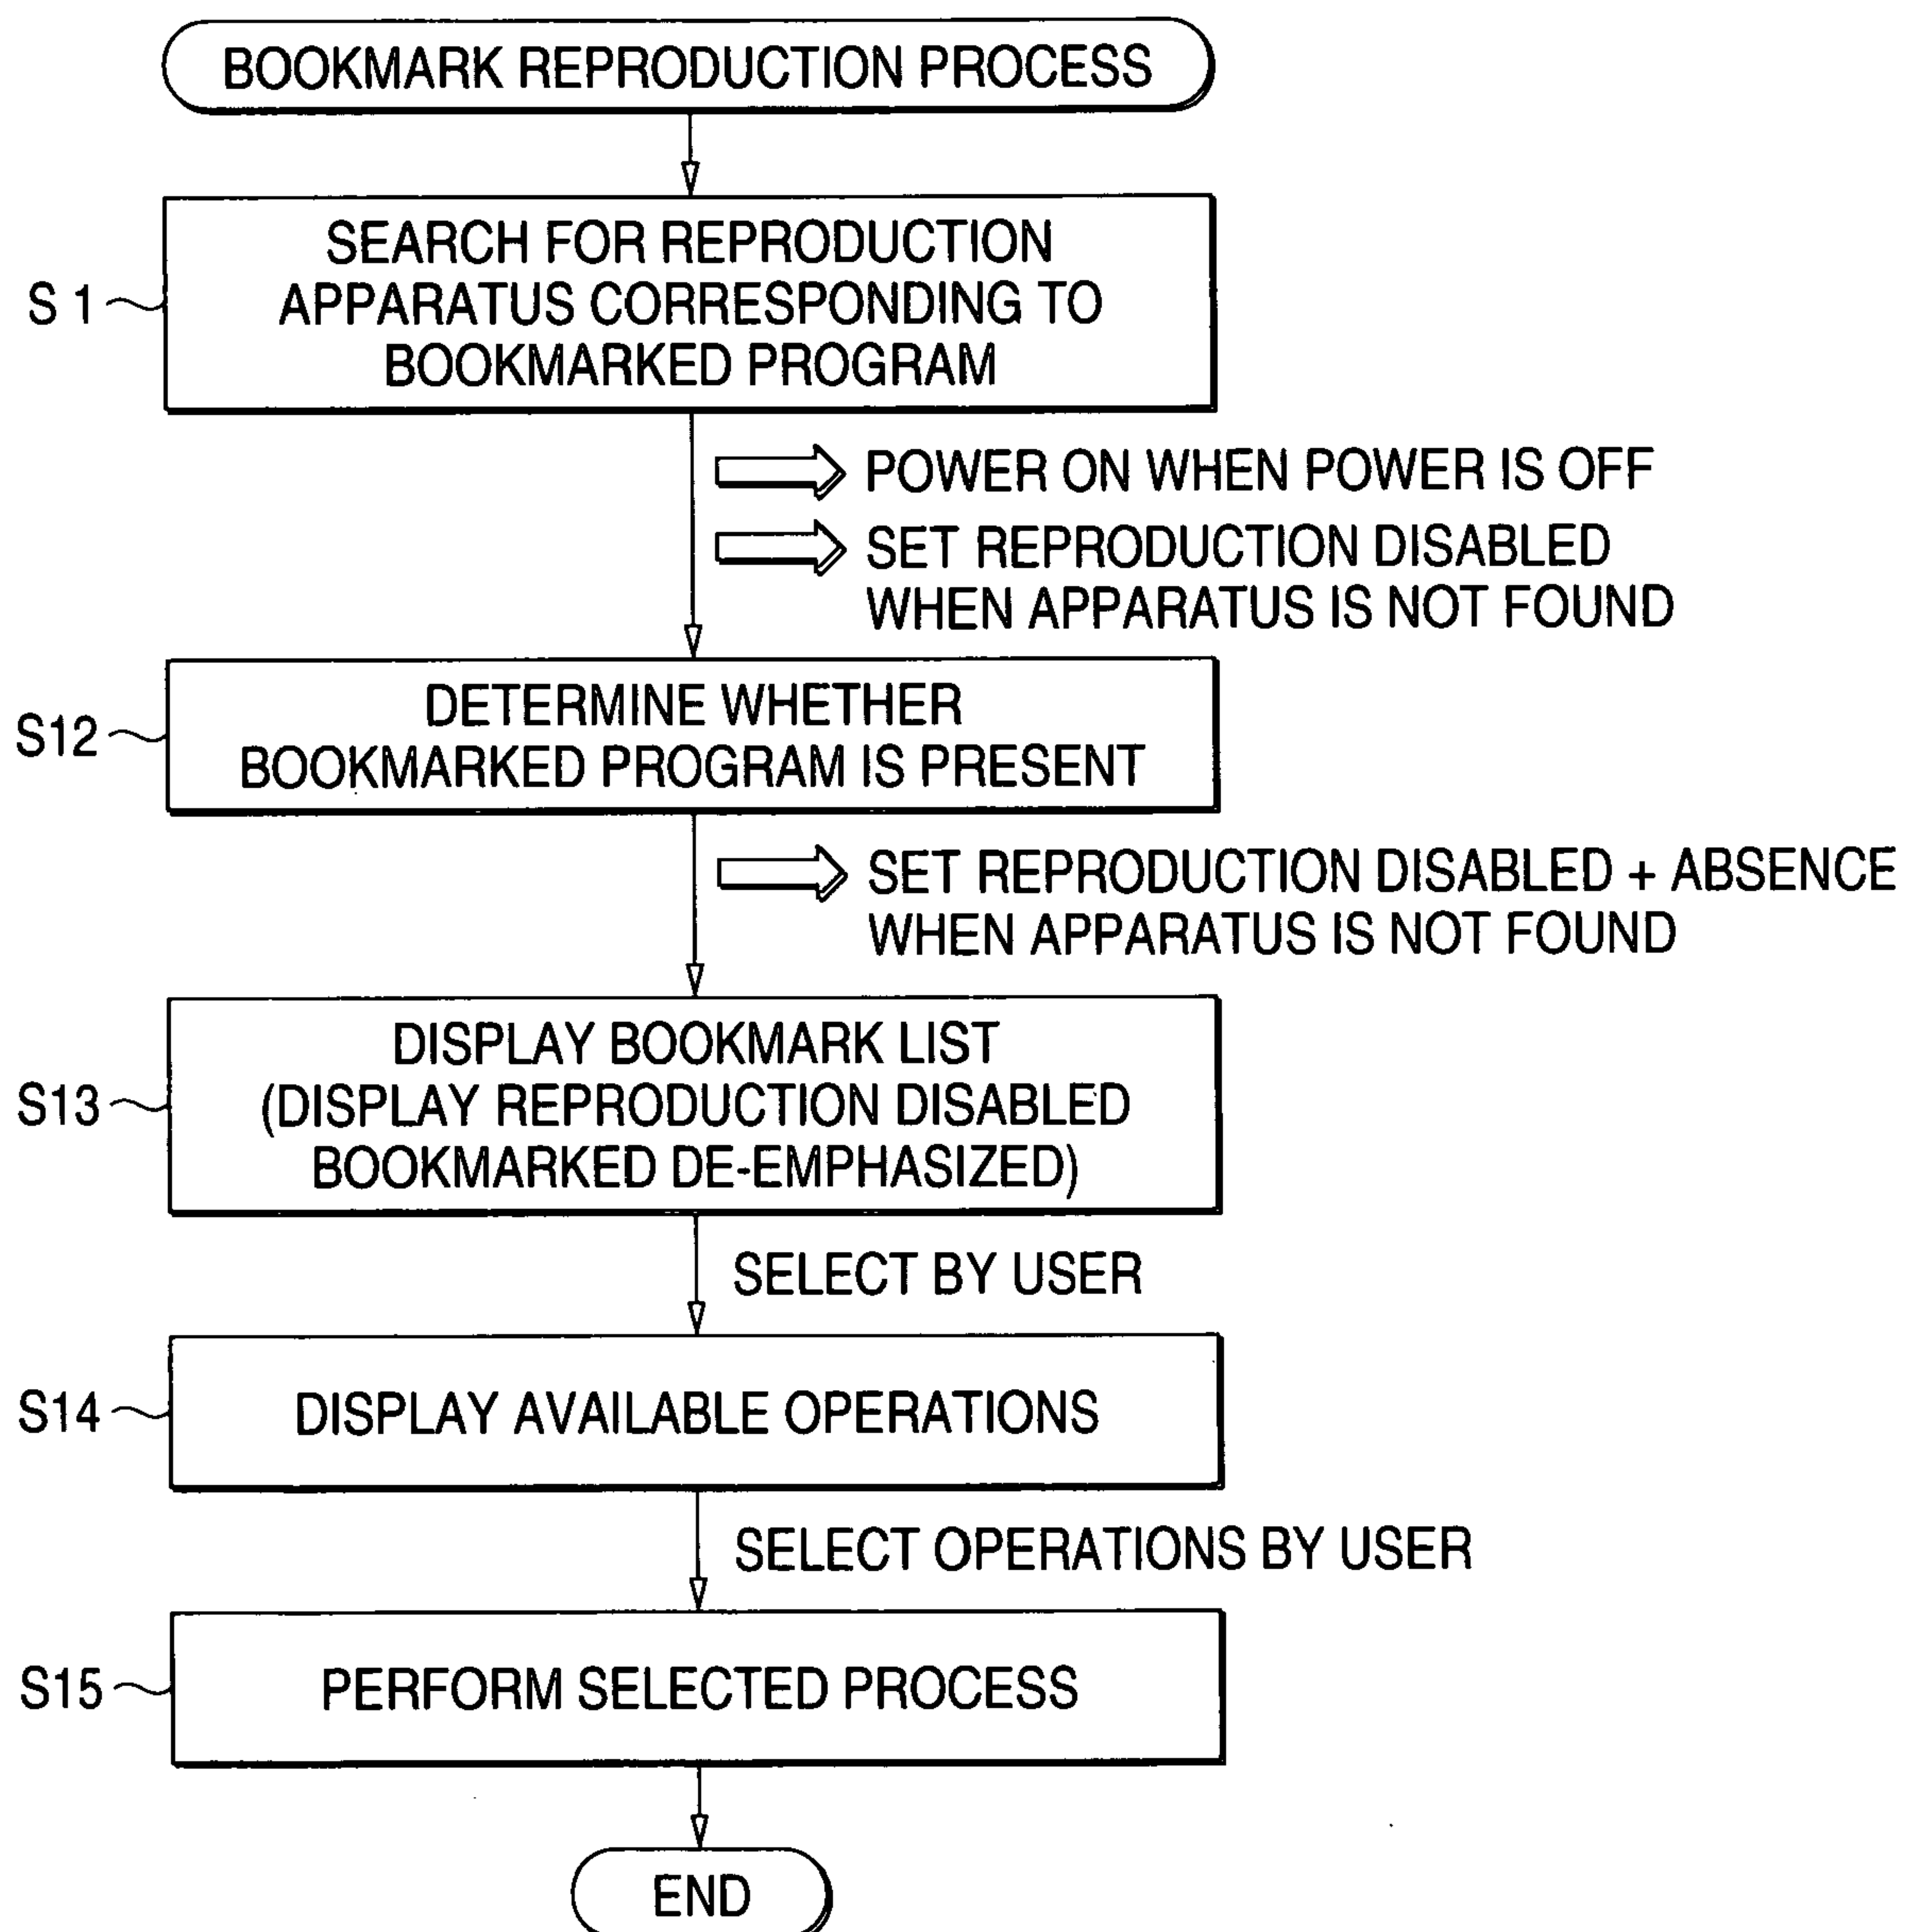 BOOKMARK REPRODUCTION PROCESS
SEARCH FOR REPRODUCTION
APPARATUS CORRESPONDING TO
BOOKMARKED PROGRAM
S 1
POWER ON WHEN POWER IS OFF
SET REPRODUCTION DISABLED
WHEN APPARATUS IS NOT FOUND
DETERMINE WHETHER
BOOKMARKED PROGRAM IS PRESENT
S12
SET REPRODUCTION DISABLED + ABSENCE
WHEN APPARATUS IS NOT FOUND
DISPLAY BOOKMARK LIST
(DISPLAY REPRODUCTION DISABLED
BOOKMARKED DE-EMPHASIZED)
S13
SELECT BY USER
DISPLAY AVAILABLE OPERATIONS
S14
SELECT OPERATIONS BY USER
PERFORM SELECTED PROCESS
S15
END